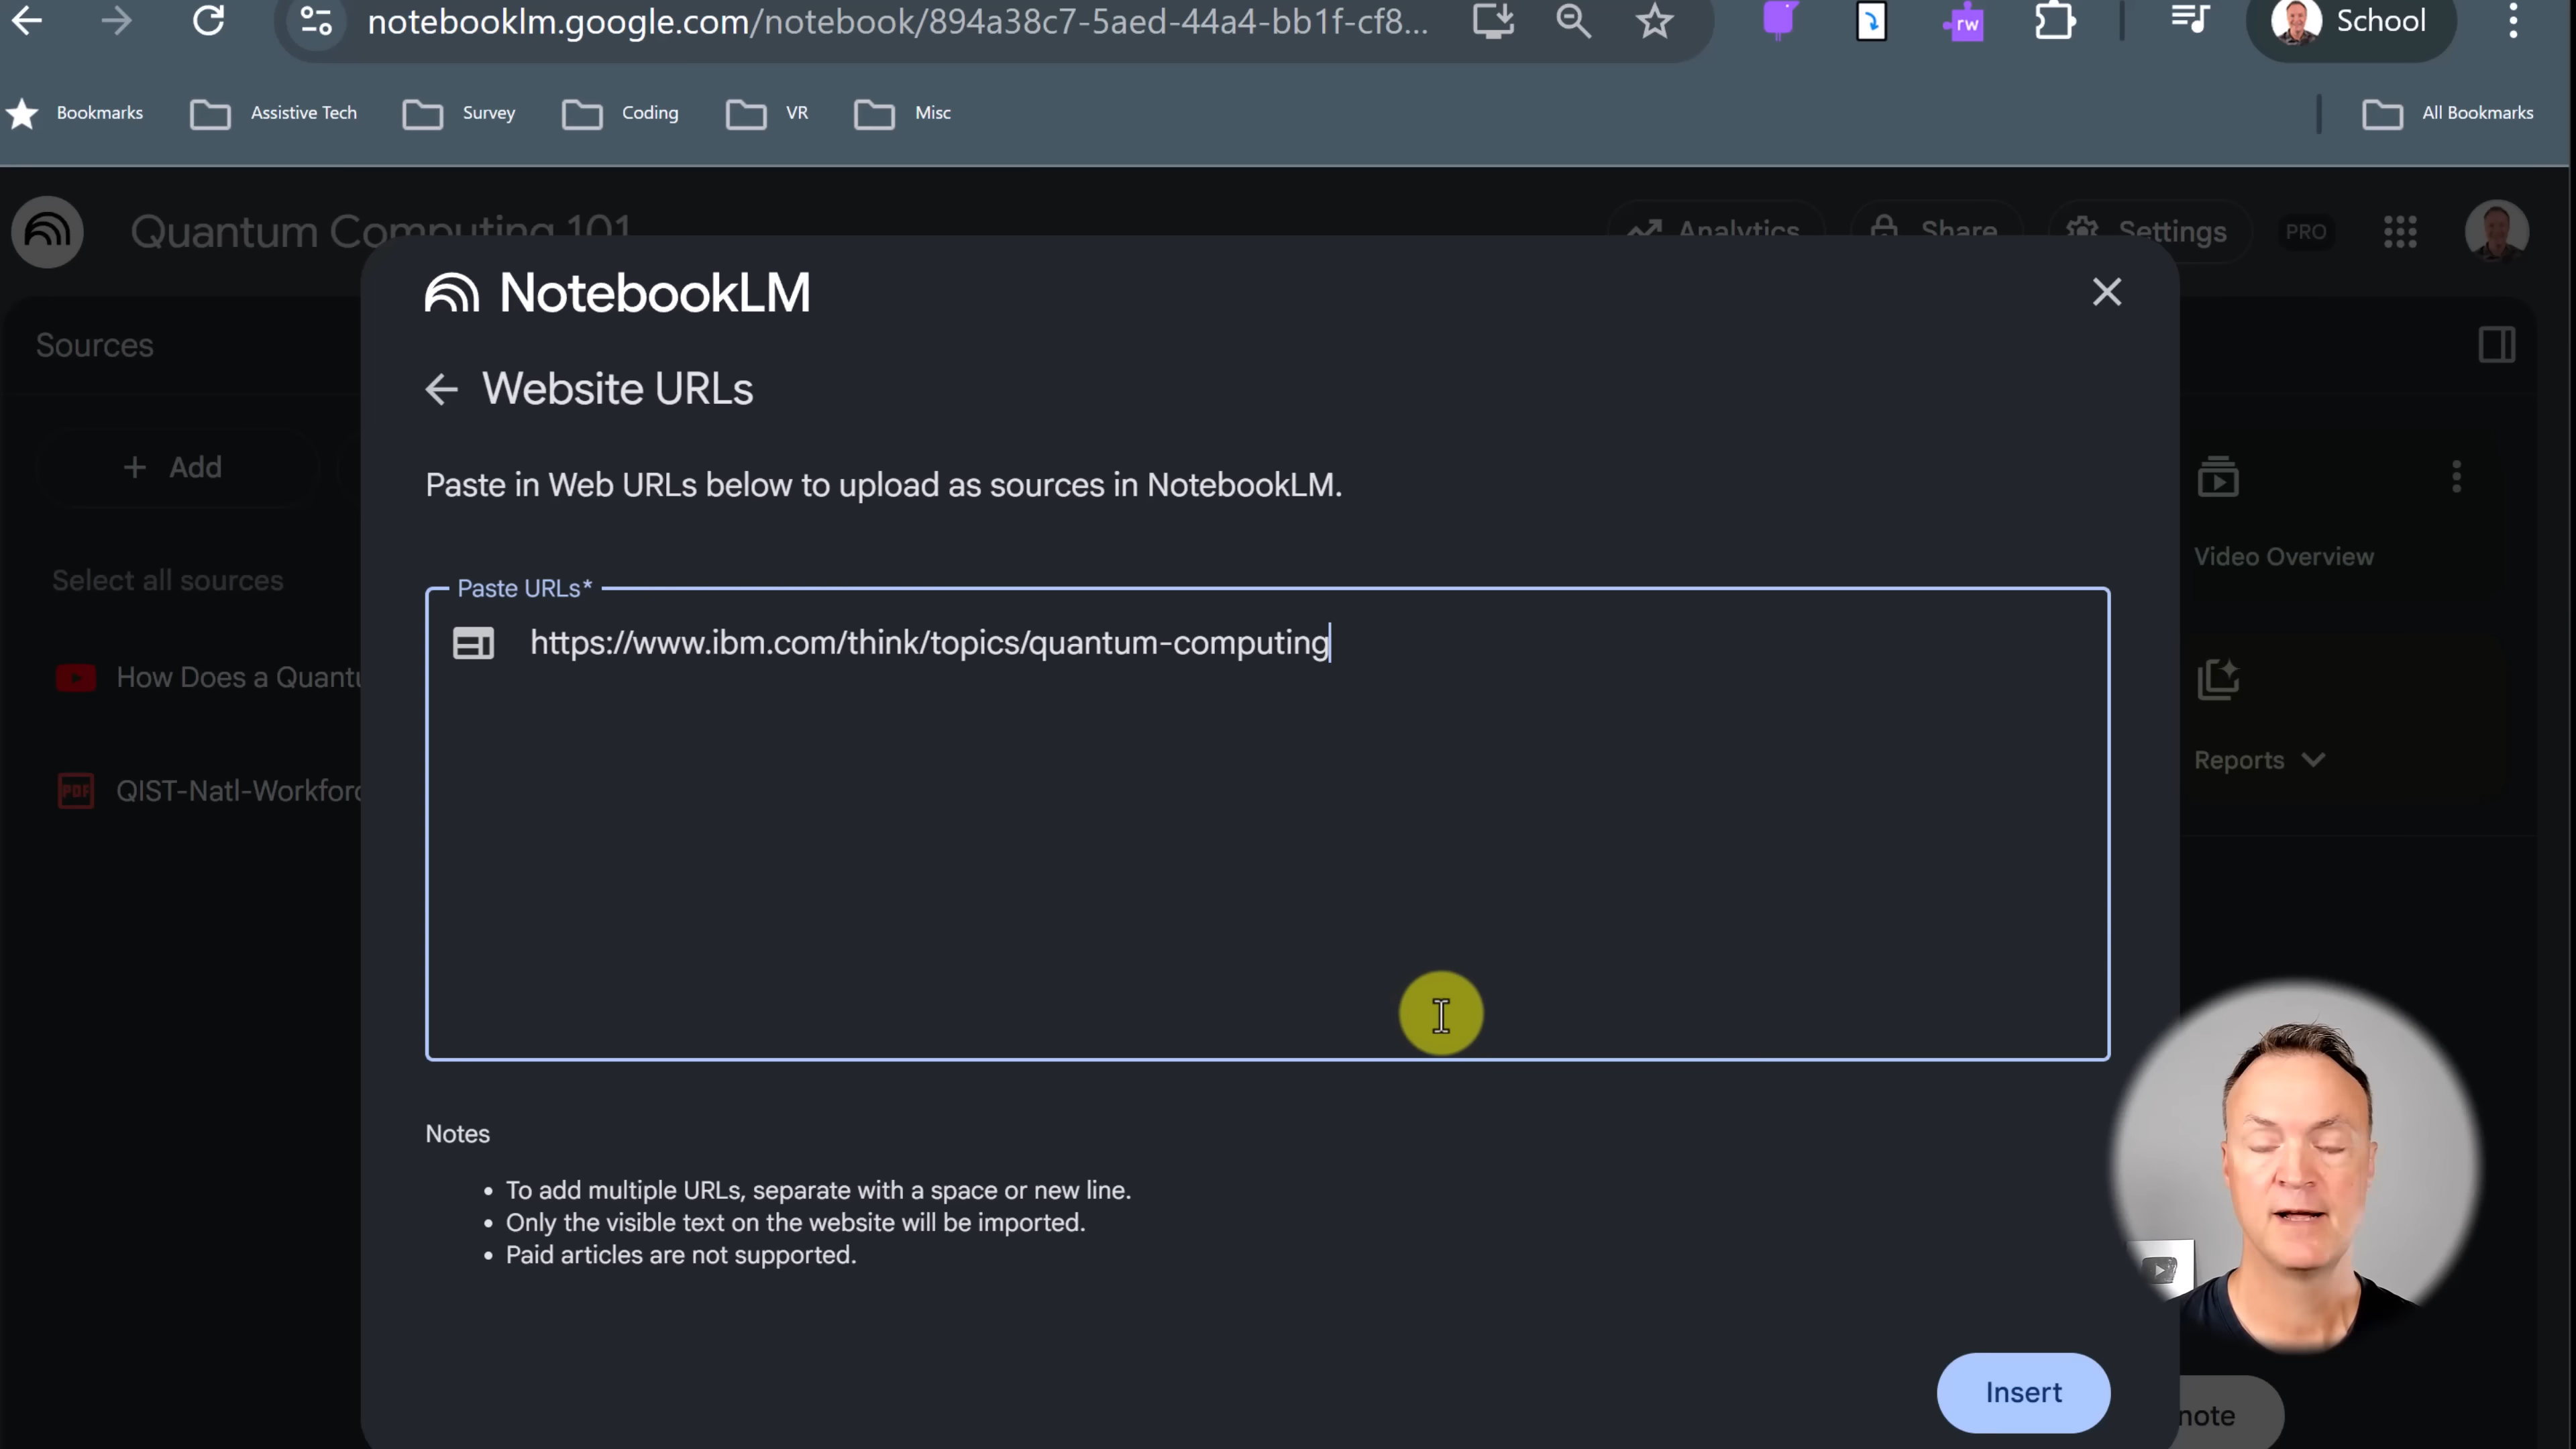 notebooklm.google.com/notebook/894a38c7-5aed-44a4-bb1f-cf8...
rw
School
Bookmarks
Assistive Tech
Survey
Coding
VR
Misc
All Bookmarks
Quantum Computing 101
Analytics
Share
Settings
PRO
NotebookLM
Sources
Website URLs
+ Add
Paste in Web URLs below to upload as sources in NotebookLM.
Video Overview
Select all sources
Paste URLs*
https://www.ibm.com/think/topics/quantum-computing
How Does a Quantu
Reports
PDF
QIST-Natl-Workforc
Notes
• To add multiple URLs, separate with a space or new line.
• Only the visible text on the website will be imported.
• Paid articles are not supported.
Insert
note